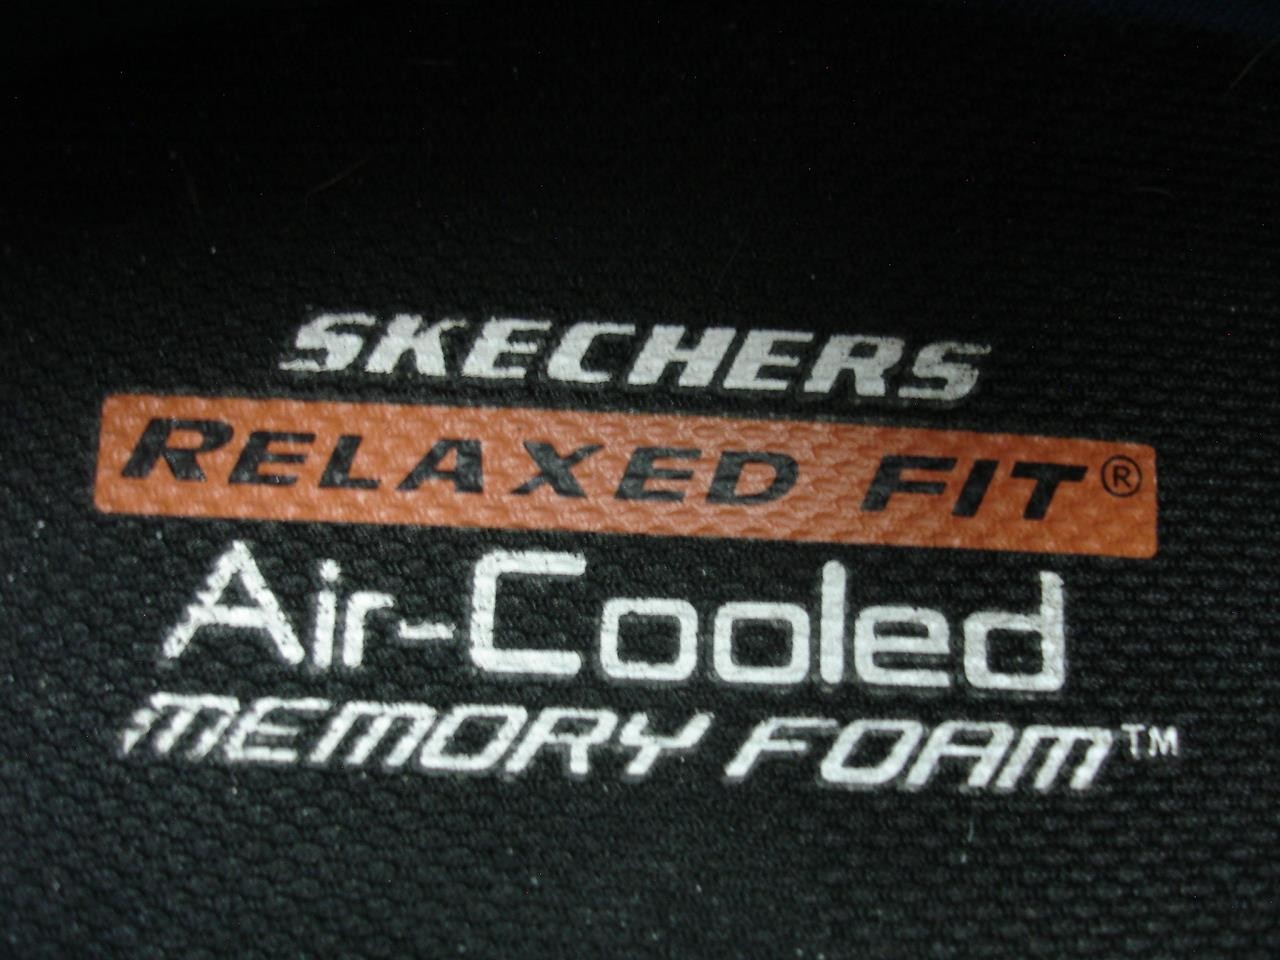 SKECHERS
RELAXED FIT®
Air-Cooled
MEMORY FOAM™